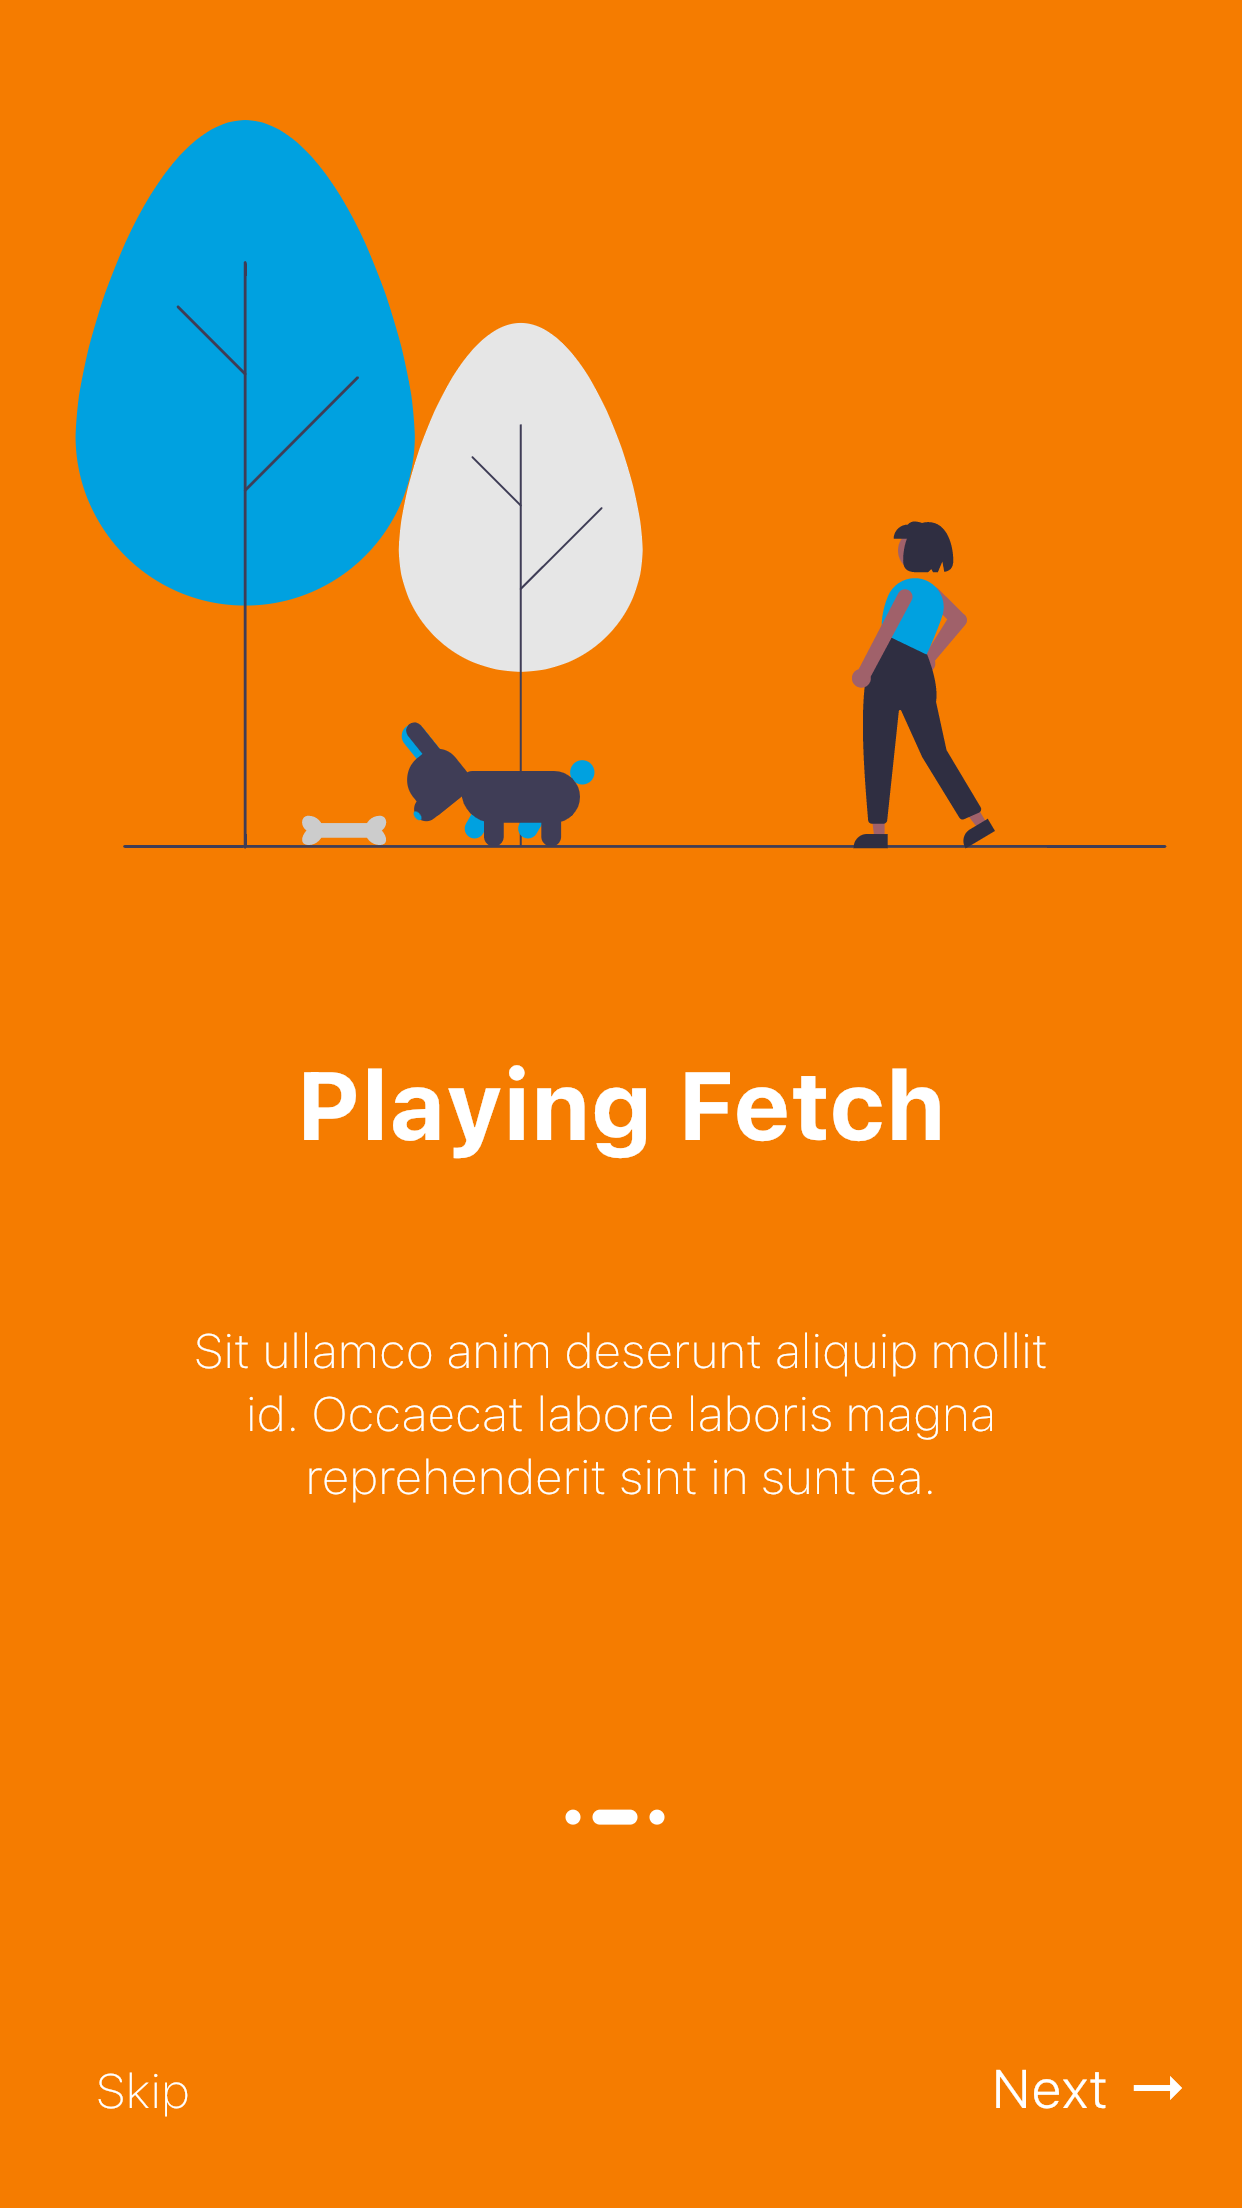 Playing Fetch
Sit ullamco anim deserunt aliquip mollit
id. Occaecat labore laboris magna
reprehenderit sint in sunt ea.
Skip
Next